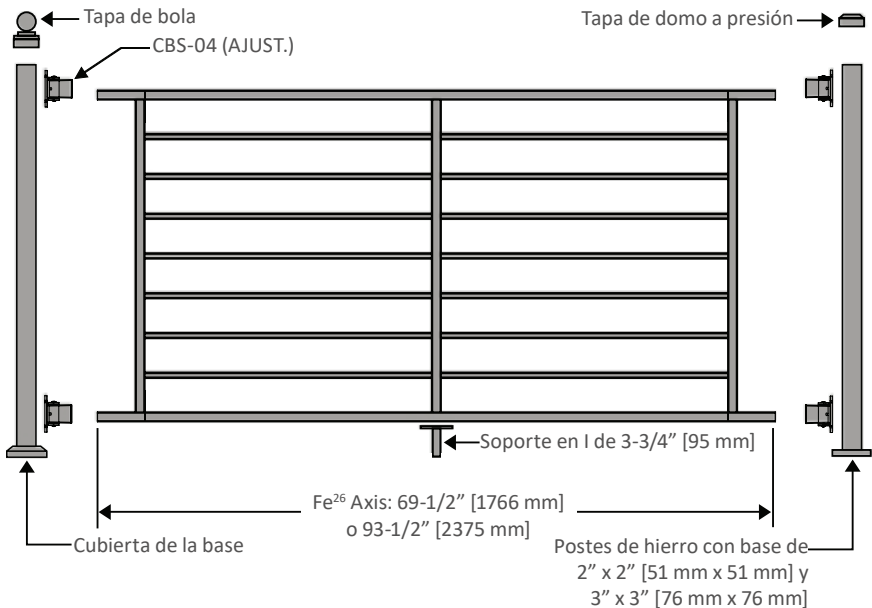 Tapa de bola
Tapa de domo a presión
CBS-04 (AJUST.)
Soporte en I de 3-3/4” [95 mm]
Fe²⁶ Axis: 69-1/2” [1766 mm]
o 93-1/2” [2375 mm]
Cubierta de la base
Postes de hierro con base de
2” x 2” [51 mm x 51 mm] y
3” x 3” [76 mm x 76 mm]